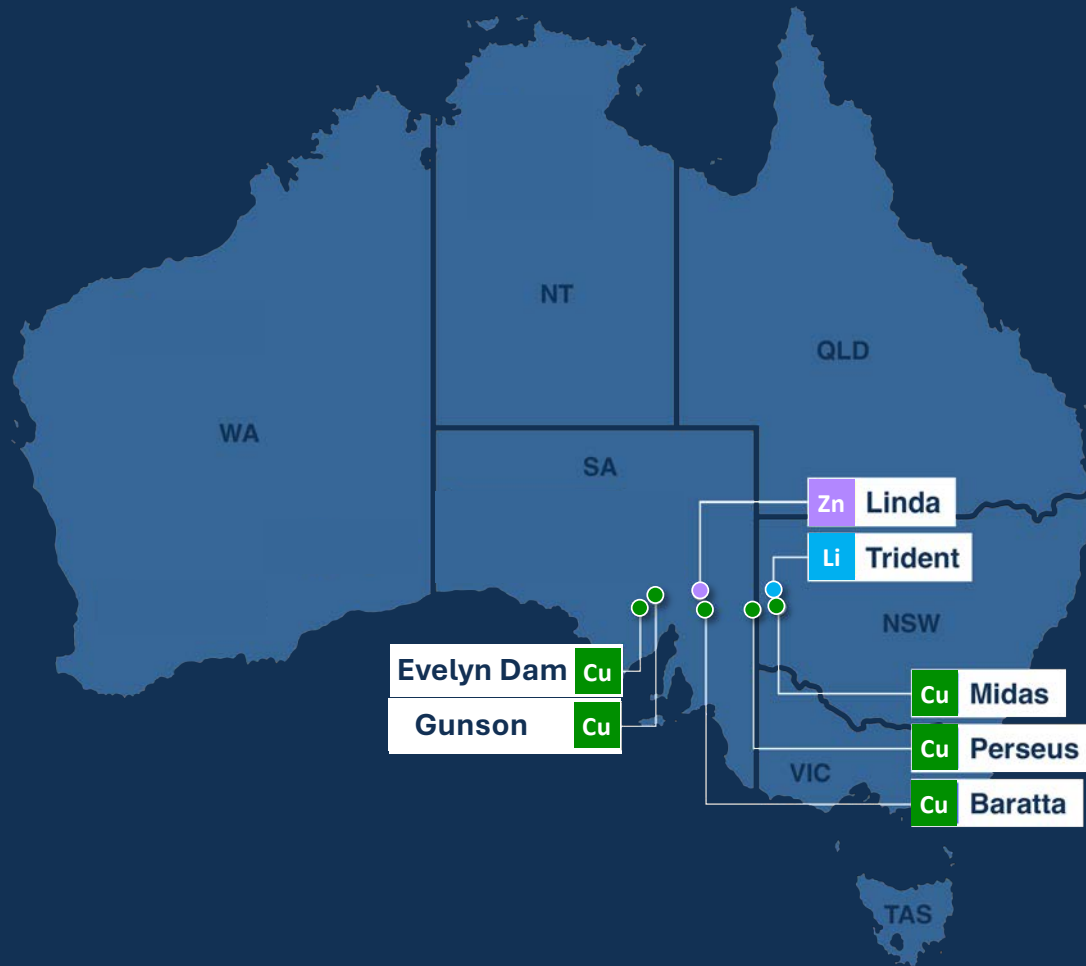 NT
QLD
WA
SA
Zn Linda
Li Trident
NSW
Evelyn Dam Cu
Cu Midas
Gunson Cu
Cu Perseus
VIC
Cu Baratta
TAS